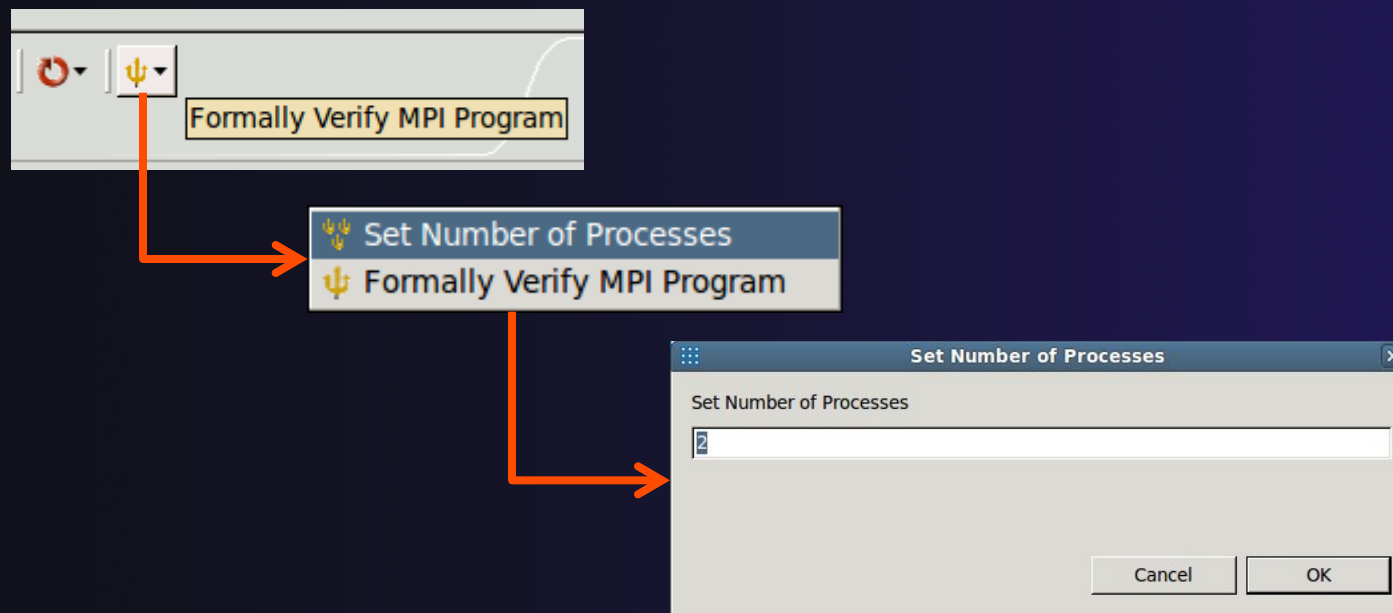 Formally Verify MPI Program
Set Number of Processes
Formally Verify MPI Program
Set Number of Processes
Set Number of Processes
2
Cancel
OK